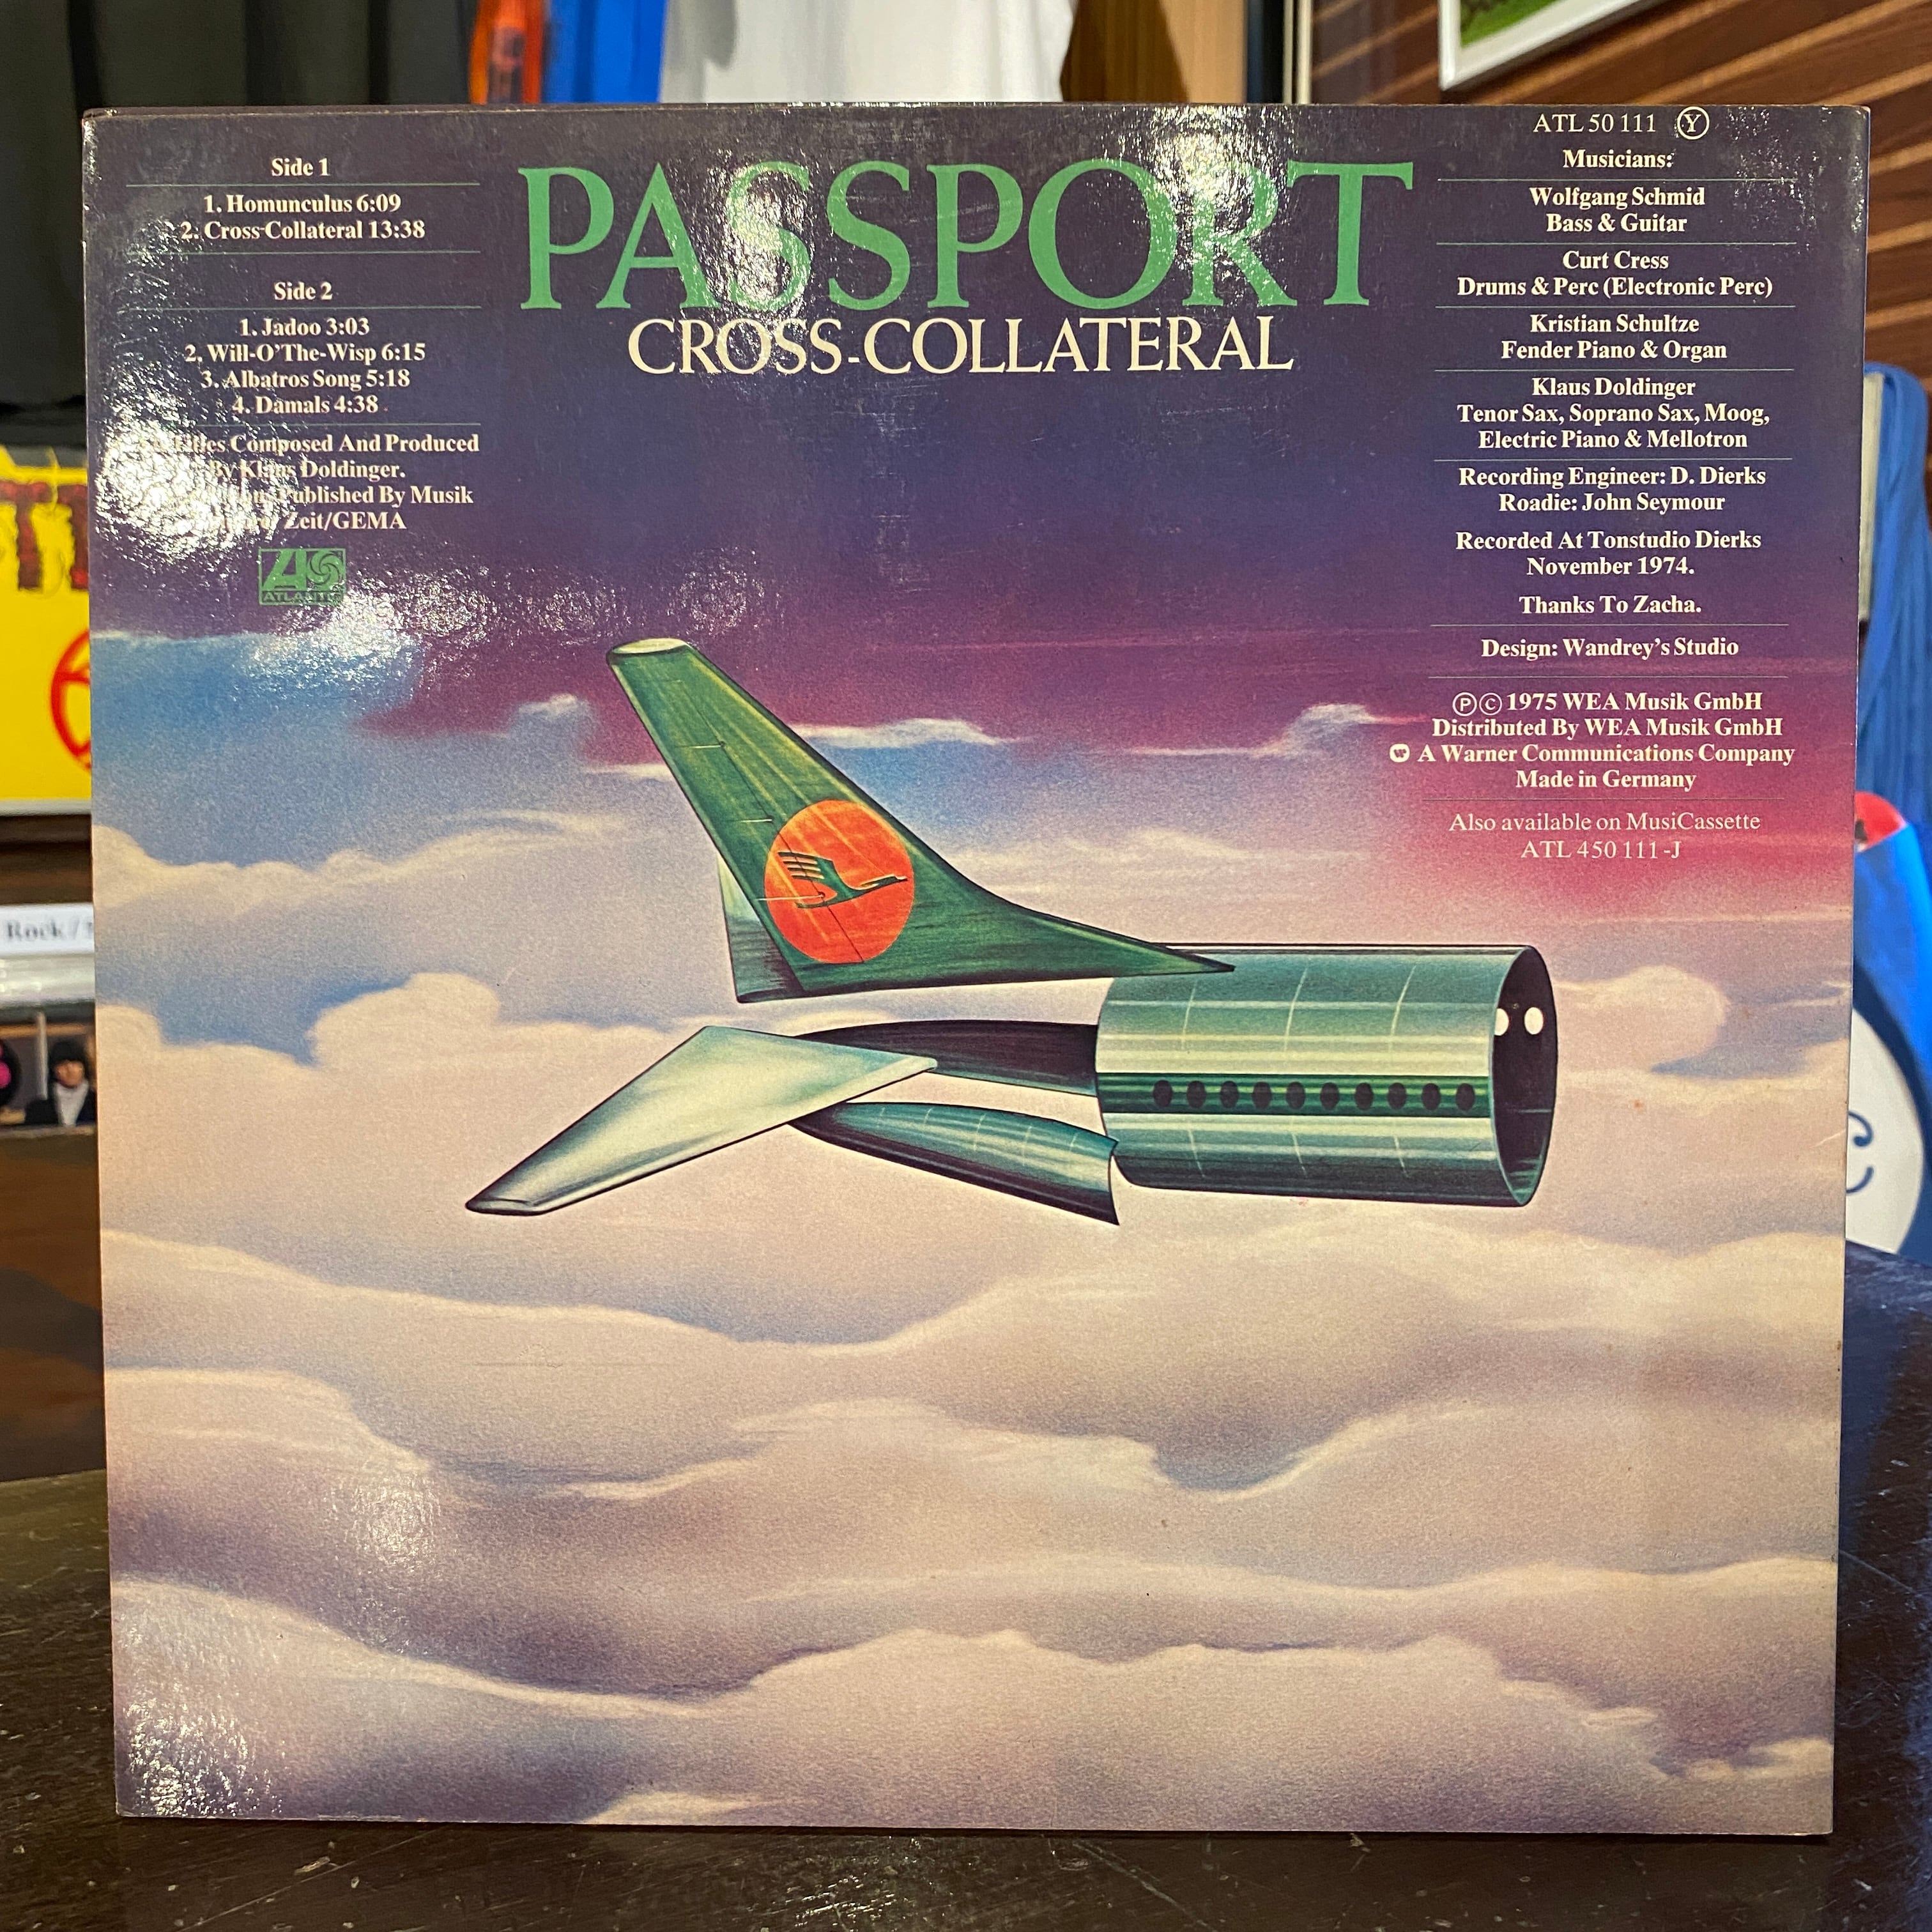 Side 1
1. Homunculus 6:09
2. Cross-Collateral 13:38
Side 2
1. Jadoo 3:03
2. Will-O'The-Wisp 6:15
3. Albatros Song 5:18
4. Damals 4:38
Composed And Produced
By Klaus Doldinger.
Published By Musik
Zeit/GEMA
ATLANTIC
PASSPORT
CROSS-COLLATERAL
ATL 50 111 Ⓨ
Musicians:
Wolfgang Schmid
Bass & Guitar
Curt Cress
Drums & Perc (Electronic Perc)
Kristian Schultze
Fender Piano & Organ
Klaus Doldinger
Tenor Sax, Soprano Sax, Moog,
Electric Piano & Mellotron
Recording Engineer: D. Dierks
Roadie: John Seymour
Recorded At Tonstudio Dierks
November 1974.
Thanks To Zacha.
Design: Wandrey's Studio
Ⓟ© 1975 WEA Musik GmbH
Distributed By WEA Musik GmbH
A Warner Communications Company
Made in Germany
Also available on MusiCassette
ATL 450 111-J
Rock /